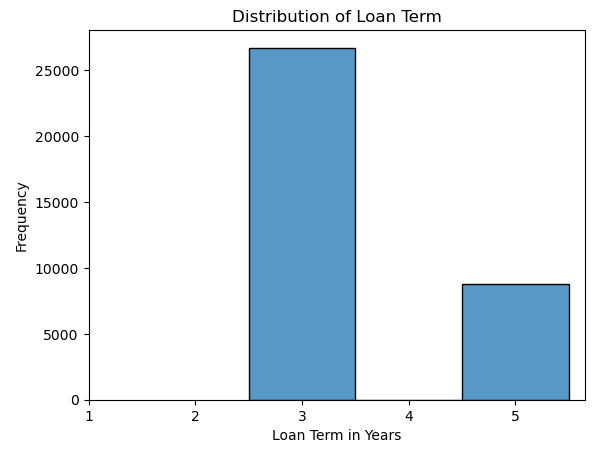 Distribution of Loan Term
25000
20000
15000
10000
5000
0
Frequency
1 2 3 4 5
Loan Term in Years